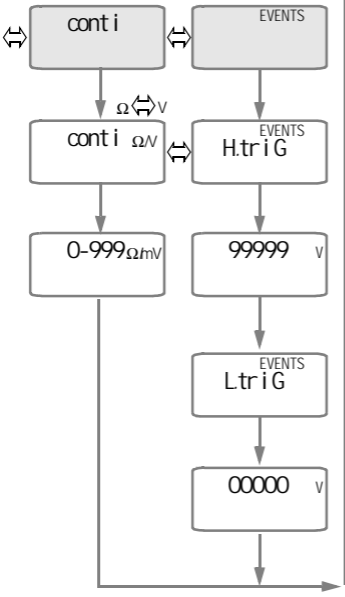 conti
EVENTS
Ω⇔V
conti Ω/V
EVENTS
H.triG
0-999Ω/mV
99999 V
EVENTS
L.triG
00000 V